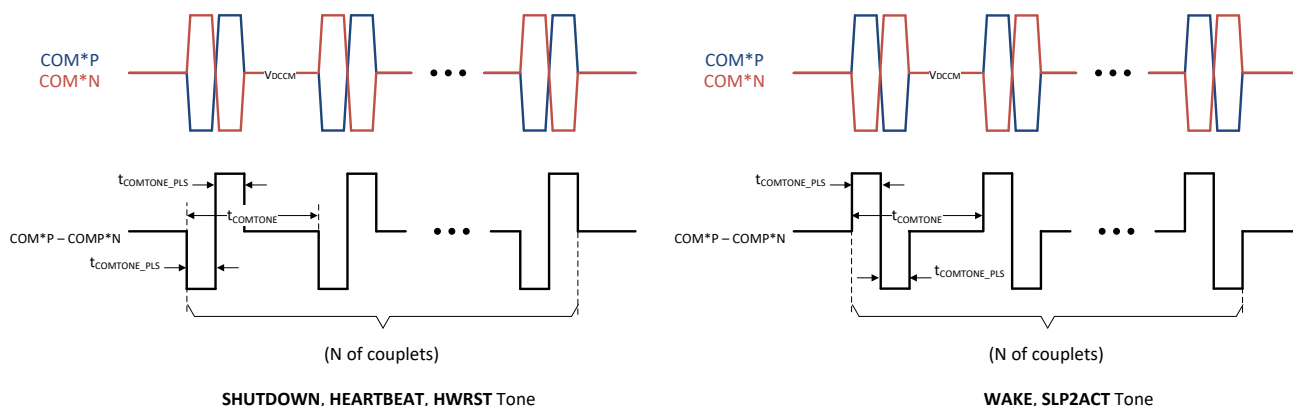 COM*P
COM*N
VDCCM
tCOMTONE_PLS
tCOMTONE
COM*P – COMP*N
tCOMTONE_PLS
(N of couplets)
SHUTDOWN, HEARTBEAT, HWRST Tone
COM*P
COM*N
VDCCM
tCOMTONE_PLS
tCOMTONE
COM*P – COMP*N
tCOMTONE_PLS
(N of couplets)
WAKE, SLP2ACT Tone